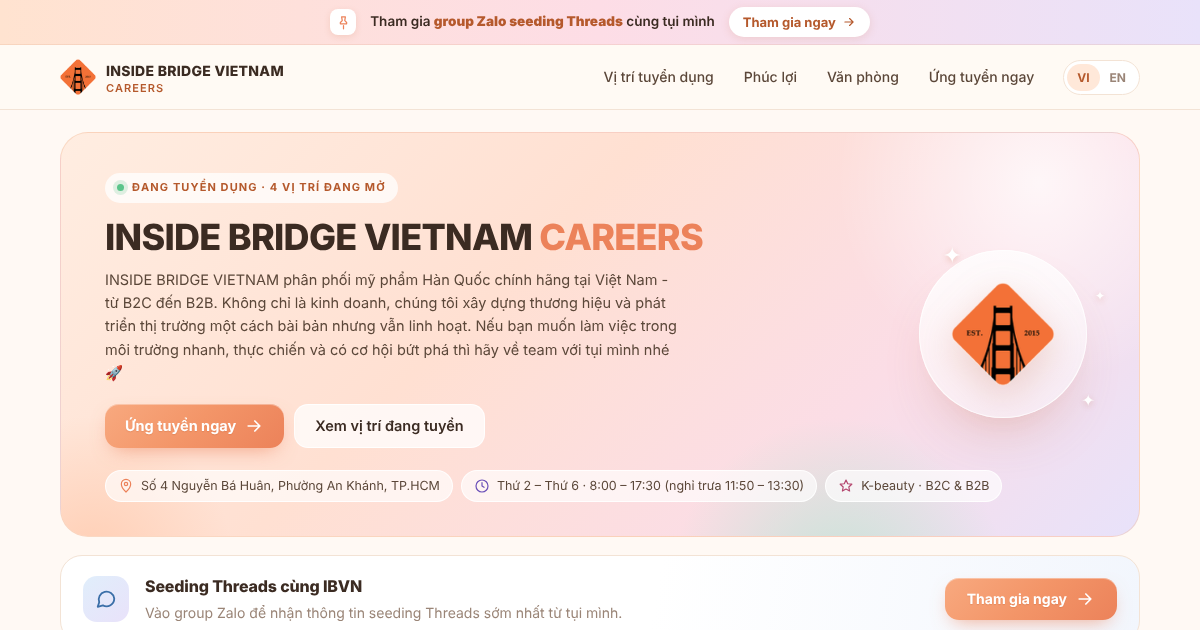 Tham gia group Zalo seeding Threads cùng tụi mình
Tham gia ngay →
INSIDE BRIDGE VIETNAM
CAREERS
Vị trí tuyển dụng
Phúc lợi
Văn phòng
Ứng tuyển ngay
VI
EN
ĐANG TUYỂN DỤNG · 4 VỊ TRÍ ĐANG MỞ
INSIDE BRIDGE VIETNAM CAREERS
INSIDE BRIDGE VIETNAM phân phối mỹ phẩm Hàn Quốc chính hãng tại Việt Nam -
từ B2C đến B2B. Không chỉ là kinh doanh, chúng tôi xây dựng thương hiệu và phát
triển thị trường một cách bài bản nhưng vẫn linh hoạt. Nếu bạn muốn làm việc trong
môi trường nhanh, thực chiến và có cơ hội bứt phá thì hãy về team với tụi mình nhé
🚀
EST. 2015
Ứng tuyển ngay →
Xem vị trí đang tuyển
Số 4 Nguyễn Bá Huân, Phường An Khánh, TP.HCM
Thứ 2 – Thứ 6 · 8:00 – 17:30 (nghỉ trưa 11:50 – 13:30)
K-beauty · B2C & B2B
Seeding Threads cùng IBVN
Vào group Zalo để nhận thông tin seeding Threads sớm nhất từ tụi mình.
Tham gia ngay →